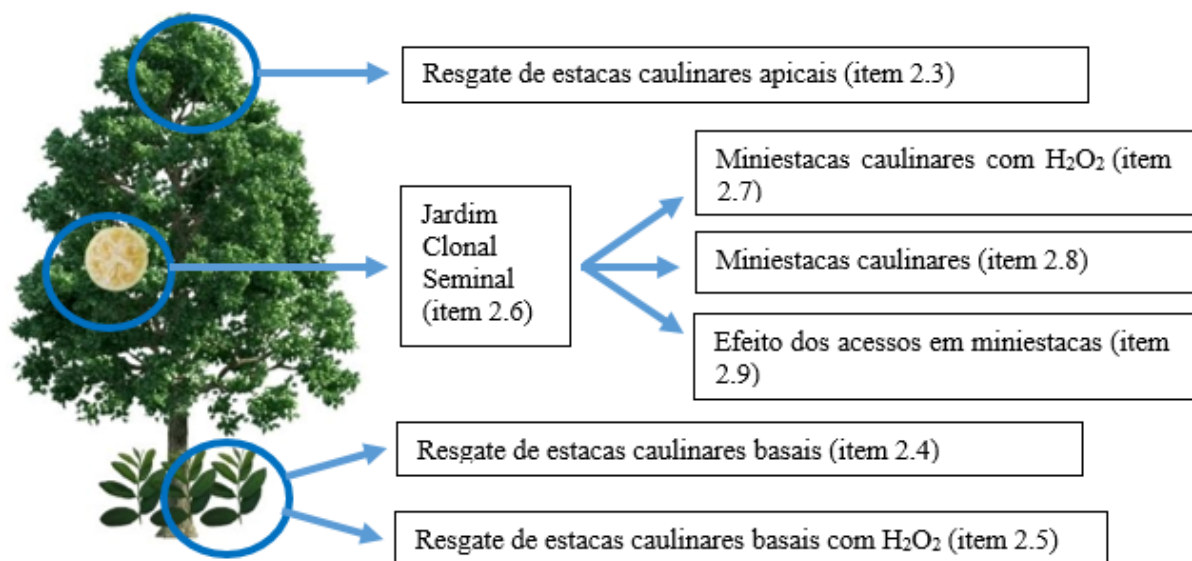 Resgate de estacas caulinares apicais (item 2.3)
Miniestacas caulinares com H₂O₂ (item
2.7)
Jardim
Clonal
Seminal
(item 2.6)
Miniestacas caulinares (item 2.8)
Efeito dos acessos em miniestacas (item
2.9)
Resgate de estacas caulinares basais (item 2.4)
Resgate de estacas caulinares basais com H₂O₂ (item 2.5)